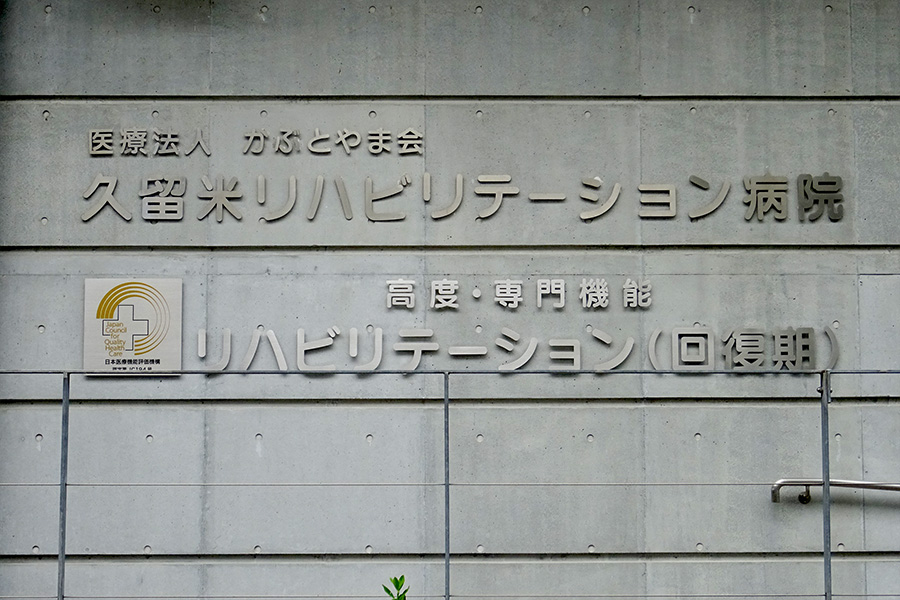 医療法人 かぶとやま会
久留米リハビリテーション病院
高度・専門機能
リハビリテーション(回復期)
Japan
Council
for
Quality
Health
Care
日本医療機能評価機構